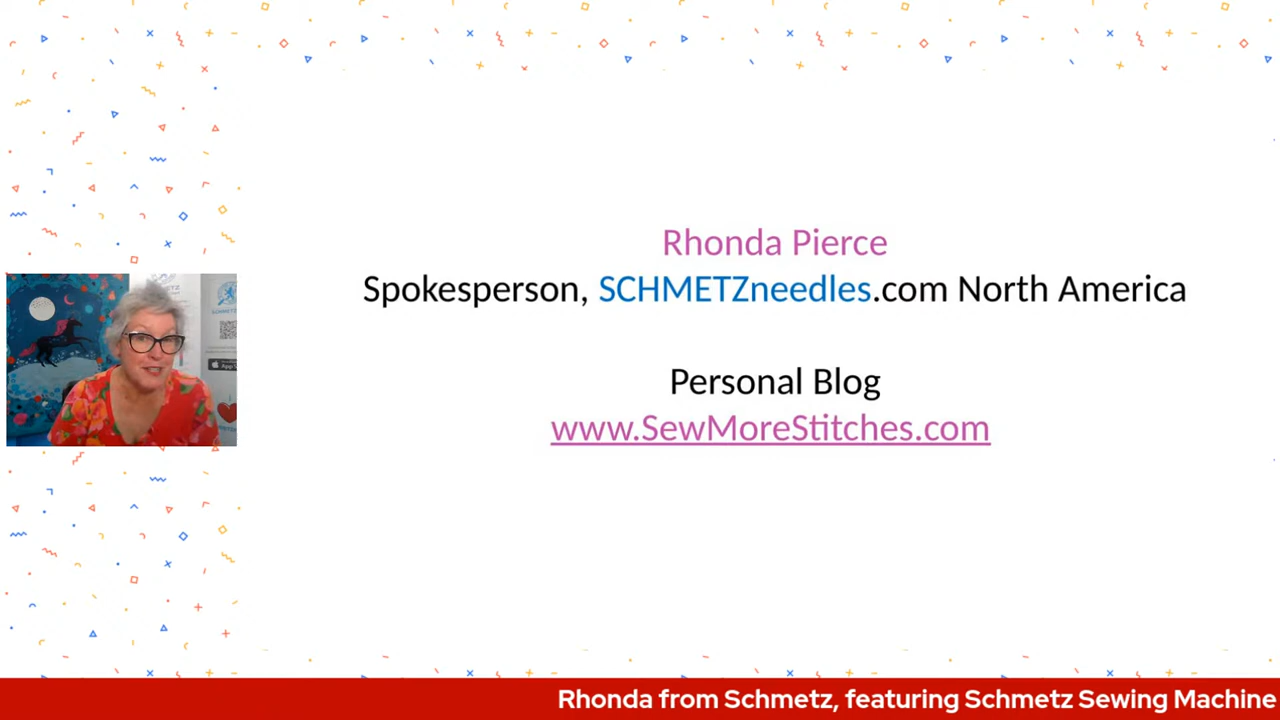 Rhonda Pierce
Spokesperson, SCHMETZneedles.com North America
Personal Blog
www.SewMoreStitches.com
Rhonda from Schmetz, featuring Schmetz Sewing Machine